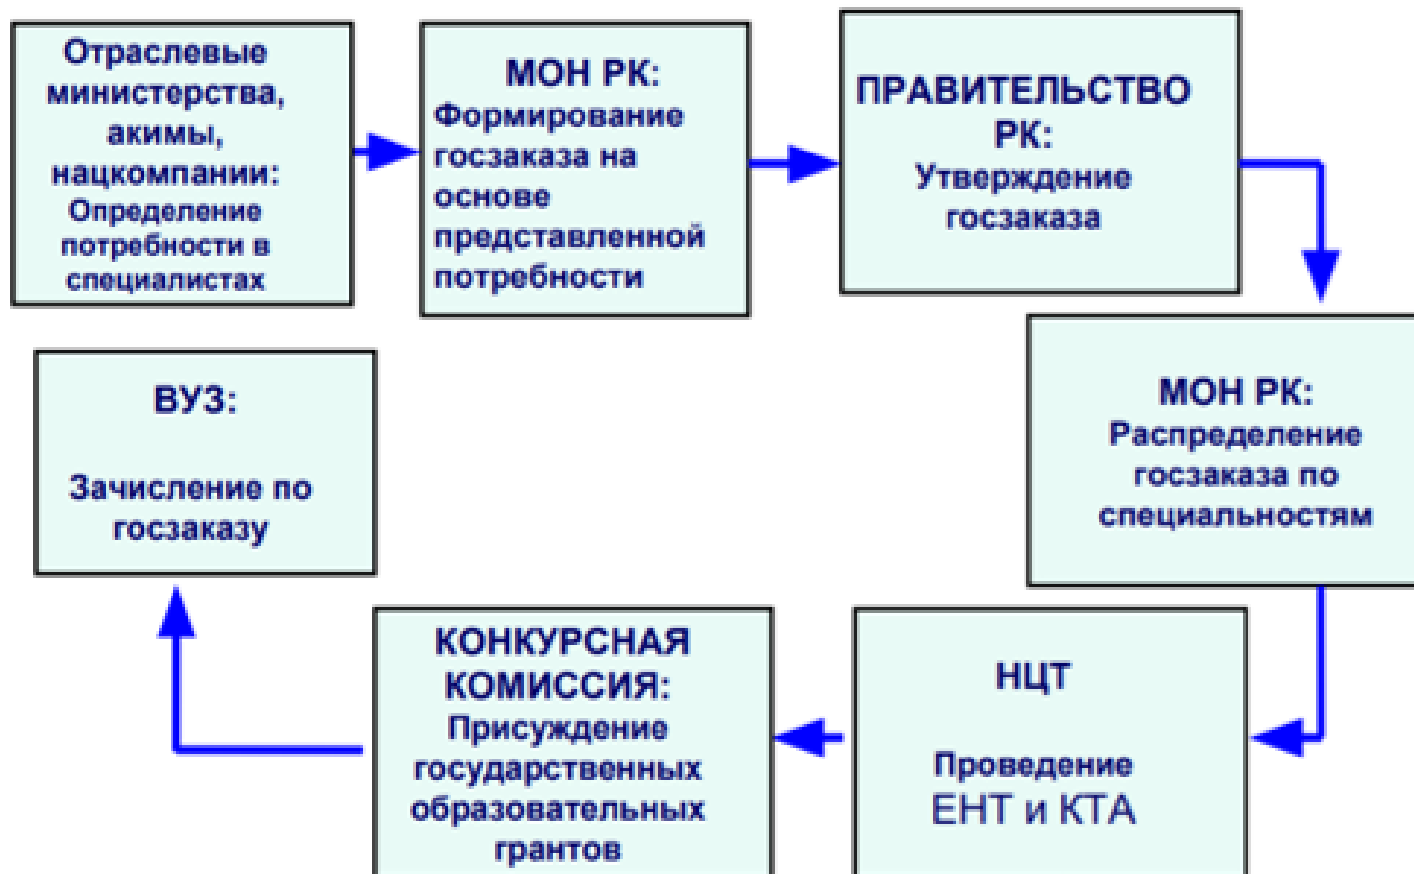 Отраслевые
министерства,
акимы,
нацкомпании:
Определение
потребности в
специалистах
МОН РК:
Формирование
госзаказа на
основе
представленной
потребности
ПРАВИТЕЛЬСТВО
РК:
Утверждение
госзаказа
МОН РК:
Распределение
госзаказа по
специальностям
НЦТ
Проведение
ЕНТ и КТА
КОНКУРСНАЯ
КОМИССИЯ:
Присуждение
государственных
образовательных
грантов
ВУЗ:
Зачисление по
госзаказу